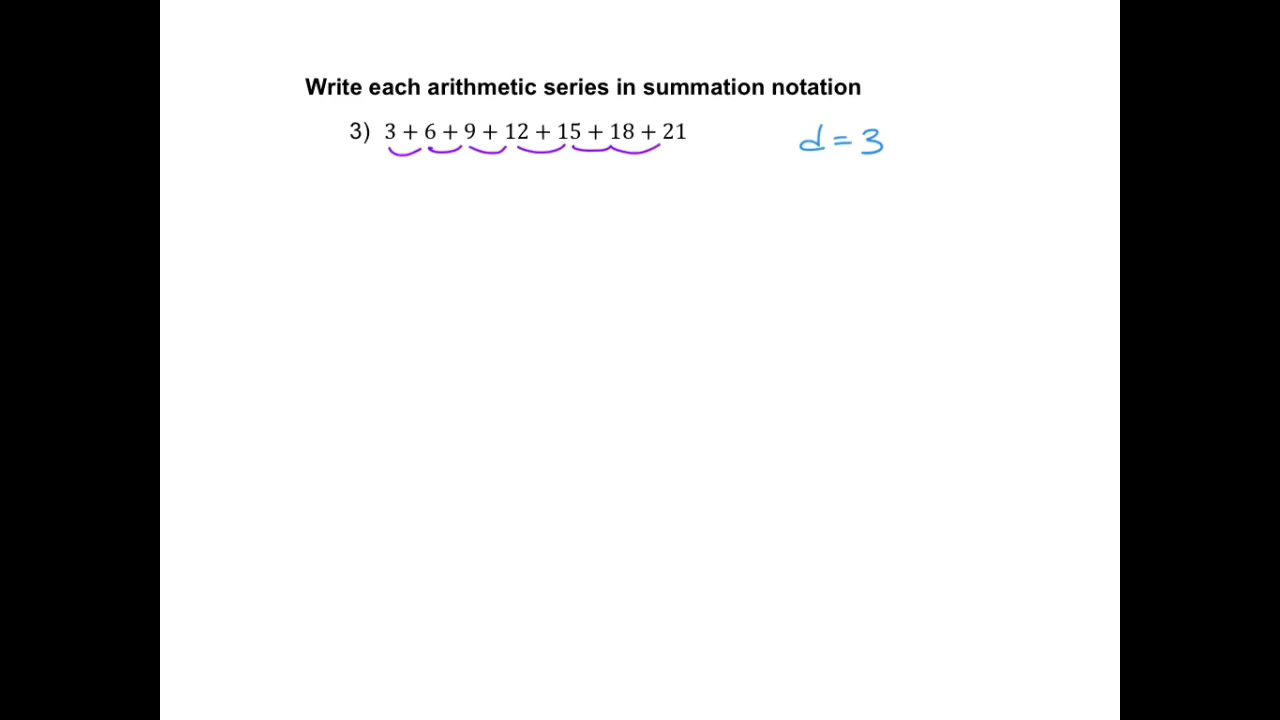 Write each arithmetic series in summation notation
3) 3 + 6 + 9 + 12 + 15 + 18 + 21 d = 3